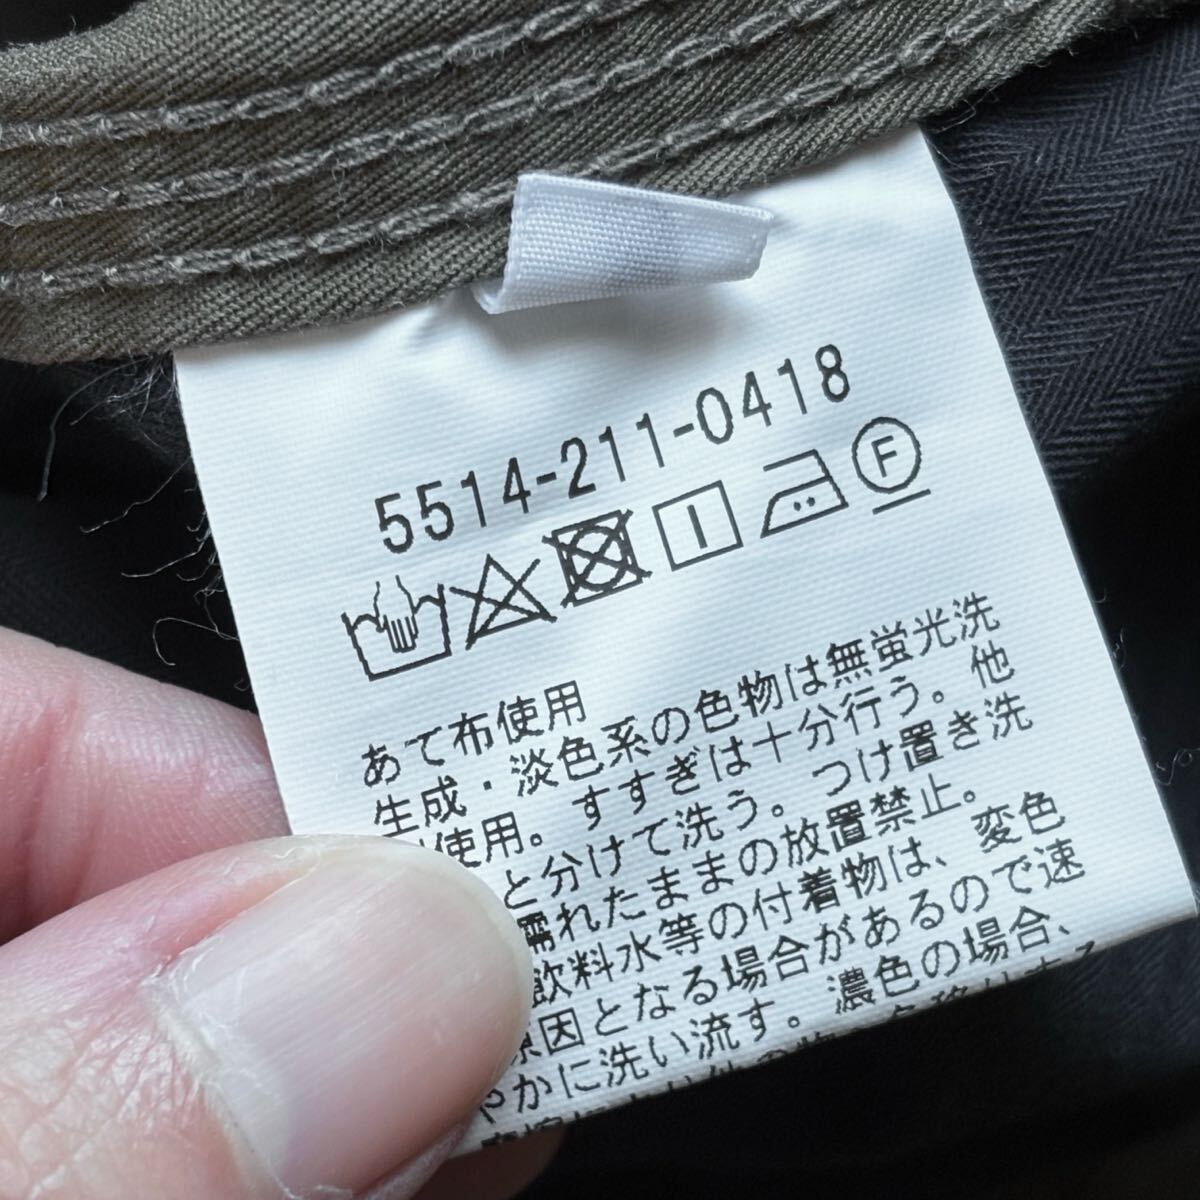 5514-211-0418
F
あて布使用
生成・淡色系の色物は無蛍光洗
使用。すすぎは十分行う。他
と分けて洗う。つけ置き洗
濡れたままの放置禁止。
飲料水等の付着物は、変色
原因となる場合があるので速
やかに洗い流す。濃色の場合、